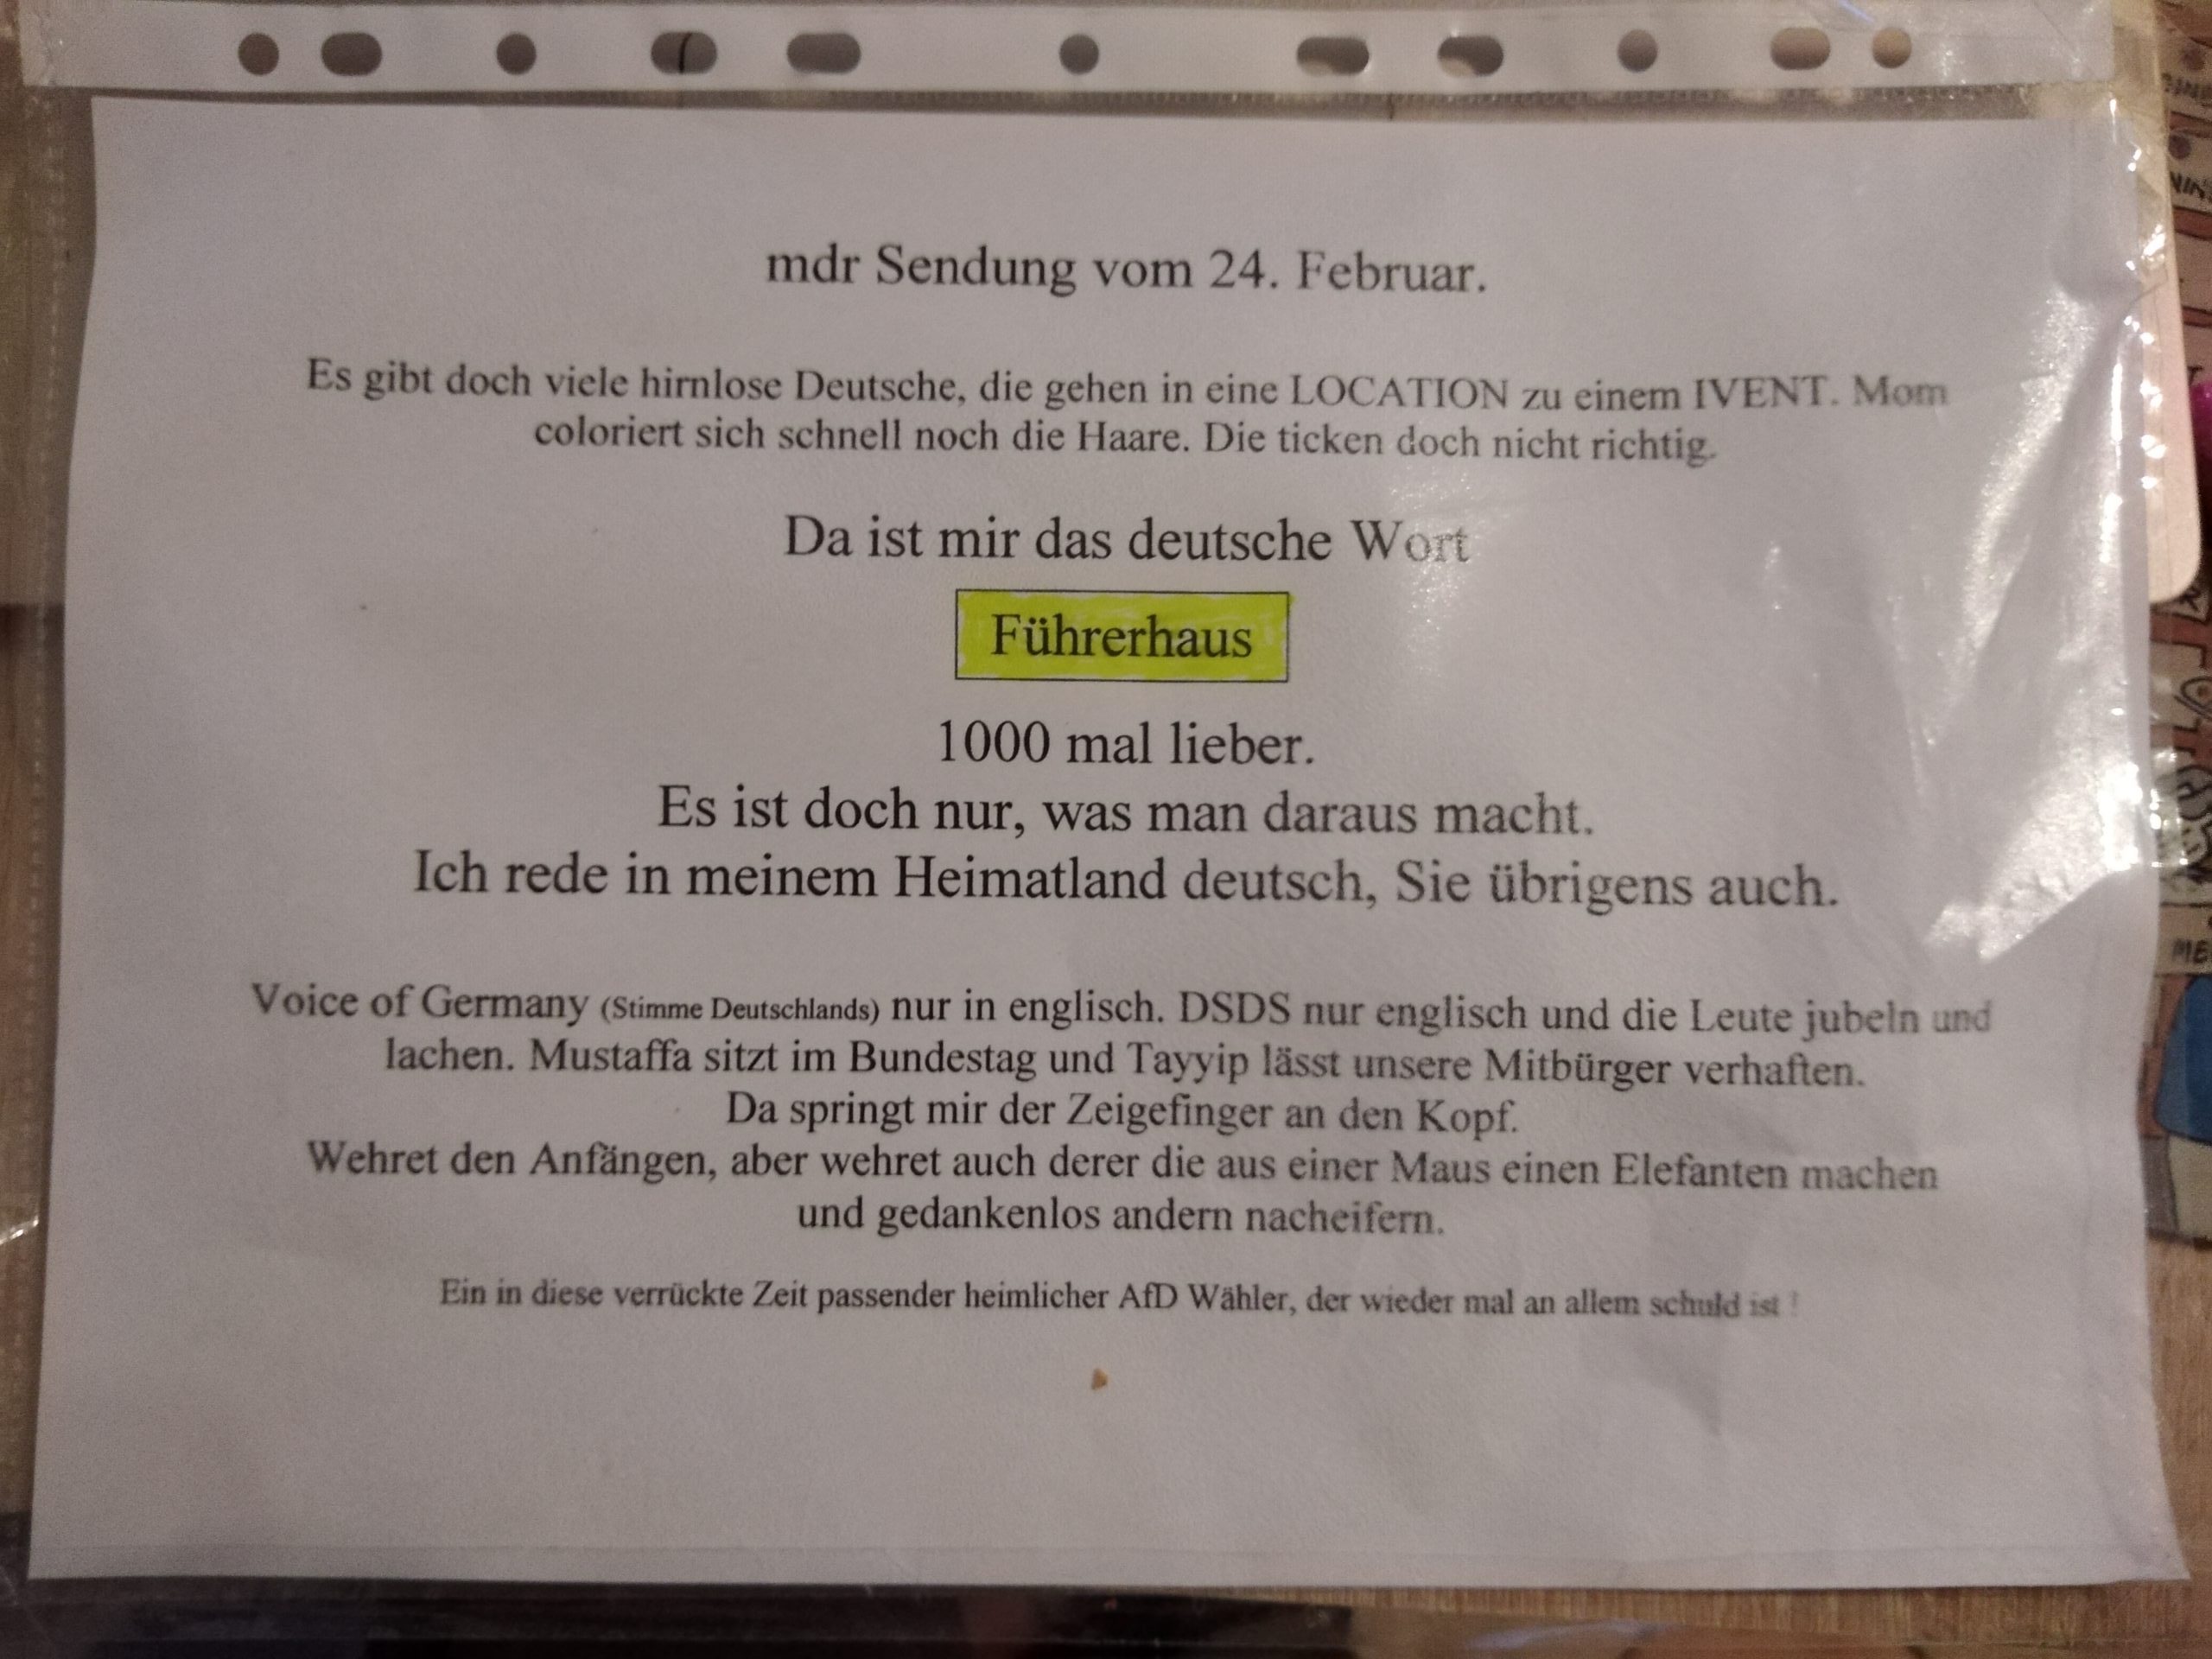 mdr Sendung vom 24. Februar.
Es gibt doch viele hirnlose Deutsche, die gehen in eine LOCATION zu einem IVENT. Mom
coloriert sich schnell noch die Haare. Die ticken doch nicht richtig.
Da ist mir das deutsche Wort
Führerhaus
1000 mal lieber.
Es ist doch nur, was man daraus macht.
Ich rede in meinem Heimatland deutsch, Sie übrigens auch.
Voice of Germany (Stimme Deutschlands) nur in englisch. DSDS nur englisch und die Leute jubeln und
lachen. Mustaffa sitzt im Bundestag und Tayyip lässt unsere Mitbürger verhaften.
Da springt mir der Zeigefinger an den Kopf.
Wehret den Anfängen, aber wehret auch derer die aus einer Maus einen Elefanten machen
und gedankenlos andern nacheifern.
Ein in diese verrückte Zeit passender heimlicher AfD Wähler, der wieder mal an allem schuld ist !